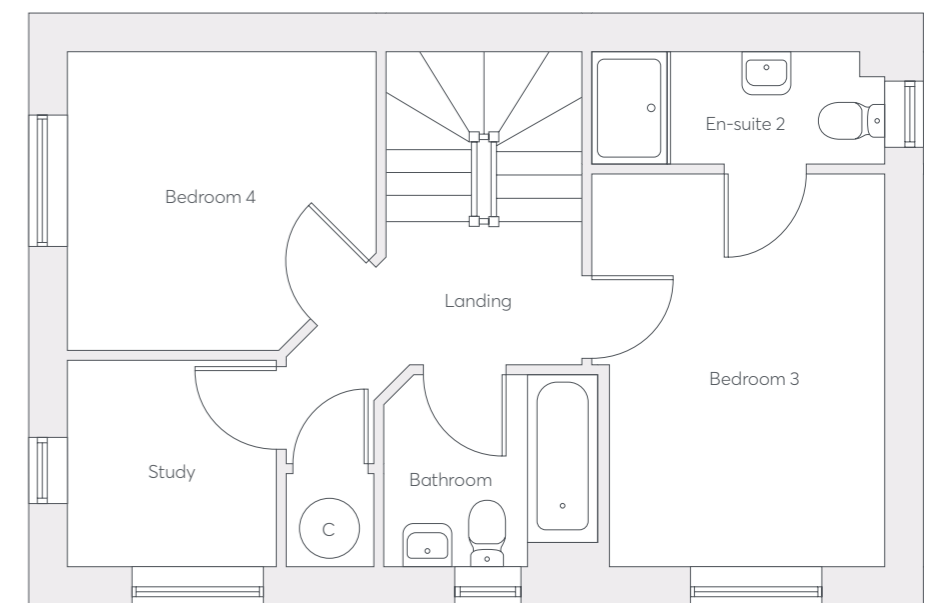 En-suite 2
Bedroom 4
Landing
Bedroom 3
Study
Bathroom
C